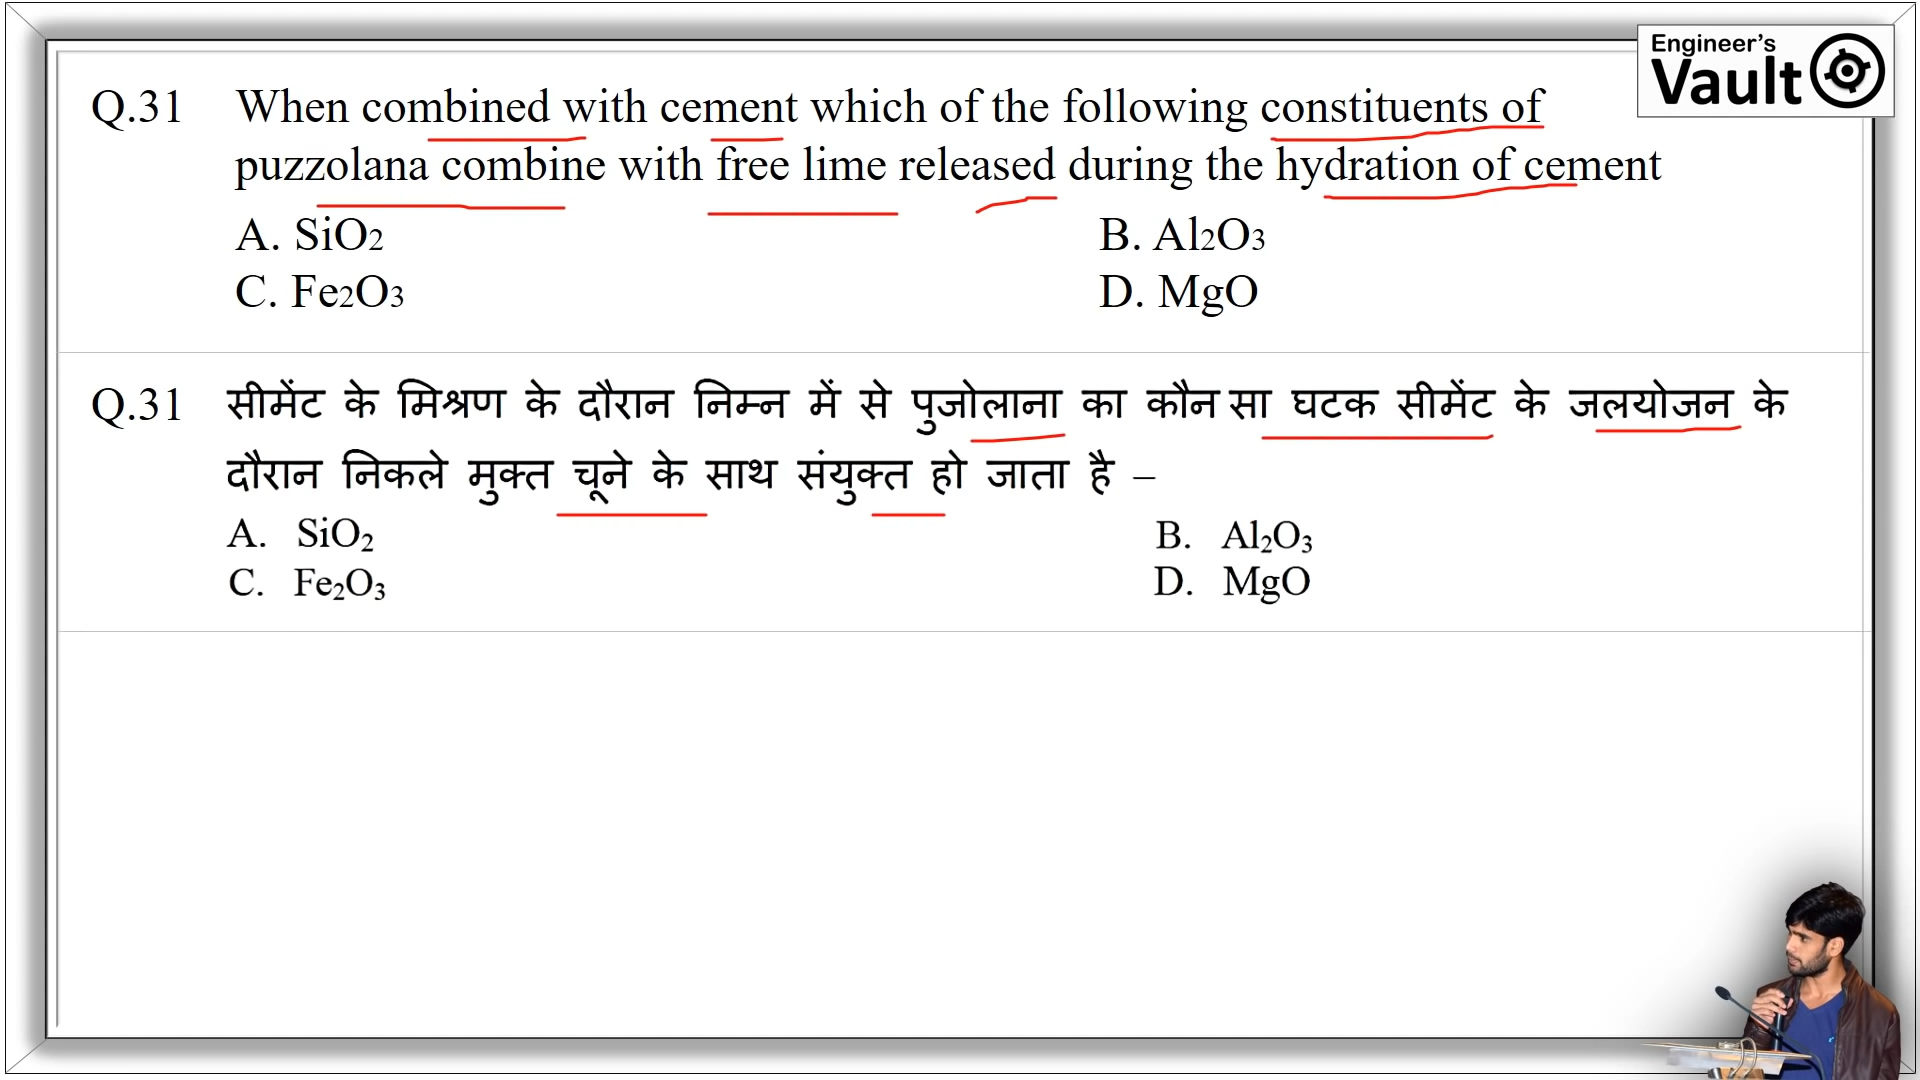 Engineer's
Vault
Q.31 When combined with cement which of the following constituents of
puzzolana combine with free lime released during the hydration of cement
A. SiO2 B. Al2O3
C. Fe2O3 D. MgO
Q.31 सीमेंट के मिश्रण के दौरान निम्न में से पुजोलाना का कौन सा घटक सीमेंट के जलयोजन के
दौरान निकले मुक्त चूने के साथ संयुक्त हो जाता है –
A. SiO₂ B. Al₂O₃
C. Fe₂O₃ D. MgO